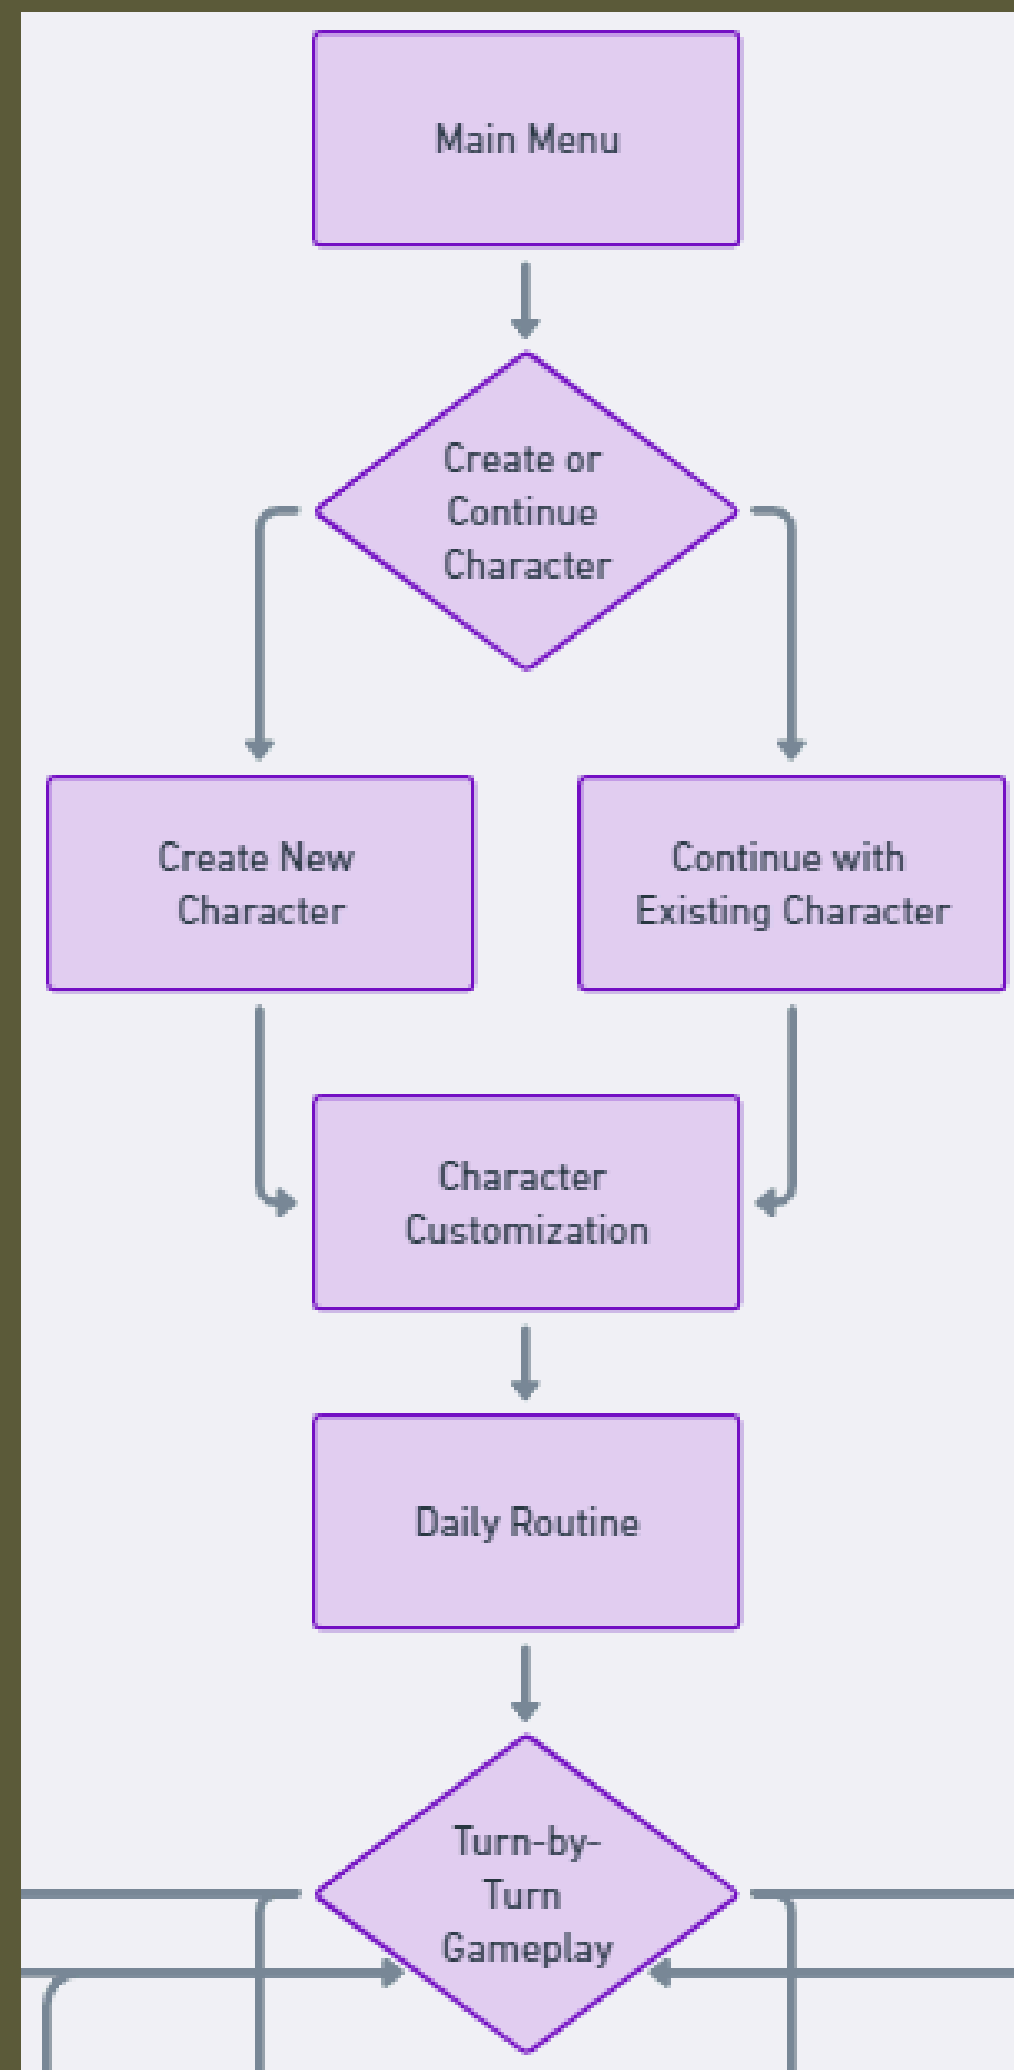 Main Menu
Create or
Continue
Character
Create New
Character
Continue with
Existing Character
Character
Customization
Daily Routine
Turn-by-
Turn
Gameplay